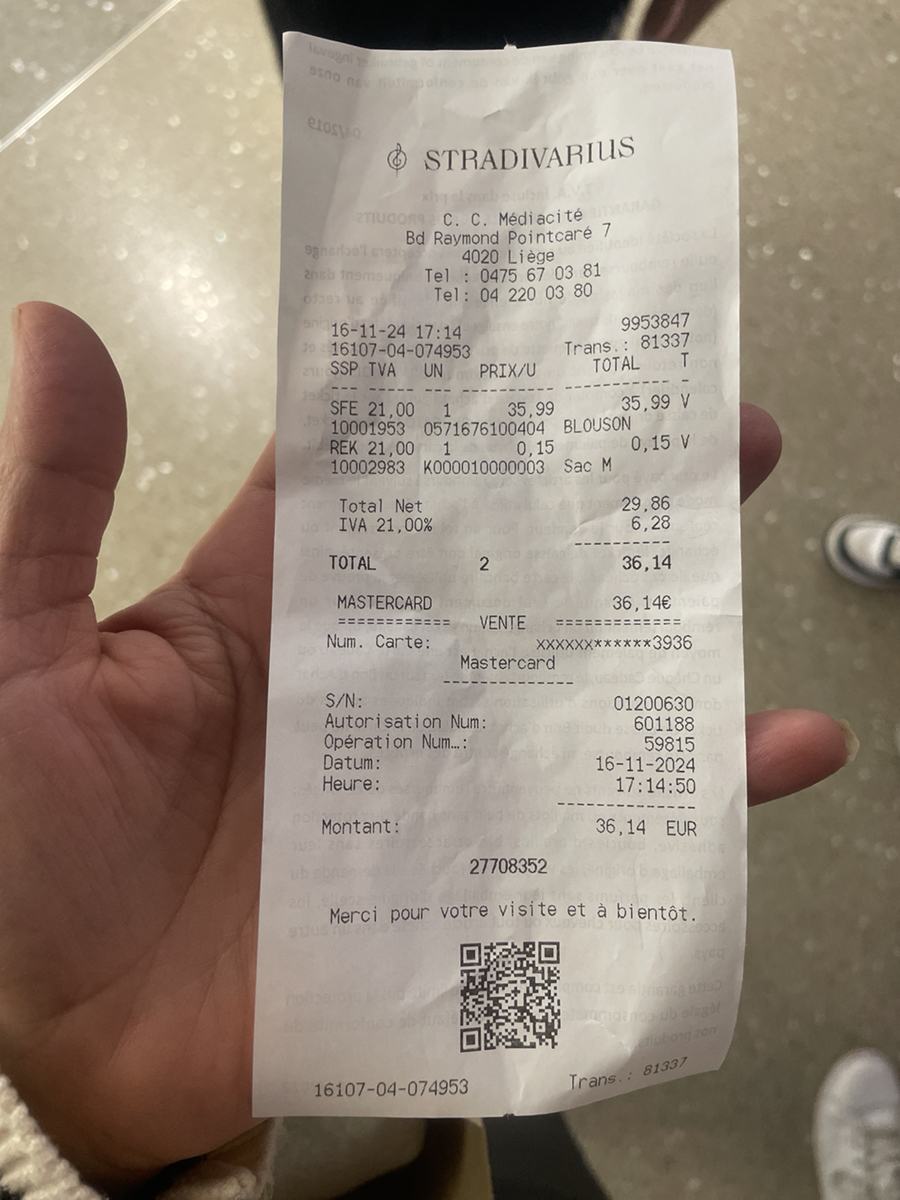 STRADIVARIUS
C. C. Médiacité
Bd Raymond Pointcaré 7
4020 Liège
Tel : 0475 67 03 81
Tel: 04 220 03 80
16-11-24 17:14 9953847
16107-04-074953 Trans.: 81337
SSP TVA UN PRIX/U TOTAL T
--- ----- ---- ---------- ------------ --
SFE 21,00 1 35,99 35,99 V
10001953 0571676100404 BLOUSON
REK 21,00 1 0,15 0,15 V
10002983 K000010000003 Sac M
Total Net 29,86
IVA 21,00% 6,28
----------
TOTAL 2 36,14
MASTERCARD 36,14€
============ VENTE =============
Num. Carte: XXXXXX******3936
Mastercard
--------------
S/N: 01200630
Autorisation Num: 601188
Opération Num…: 59815
Datum: 16-11-2024
Heure: 17:14:50
--------------
Montant: 36,14 EUR
27708352
Merci pour votre visite et à bientôt.
16107-04-074953 Trans.: 81337